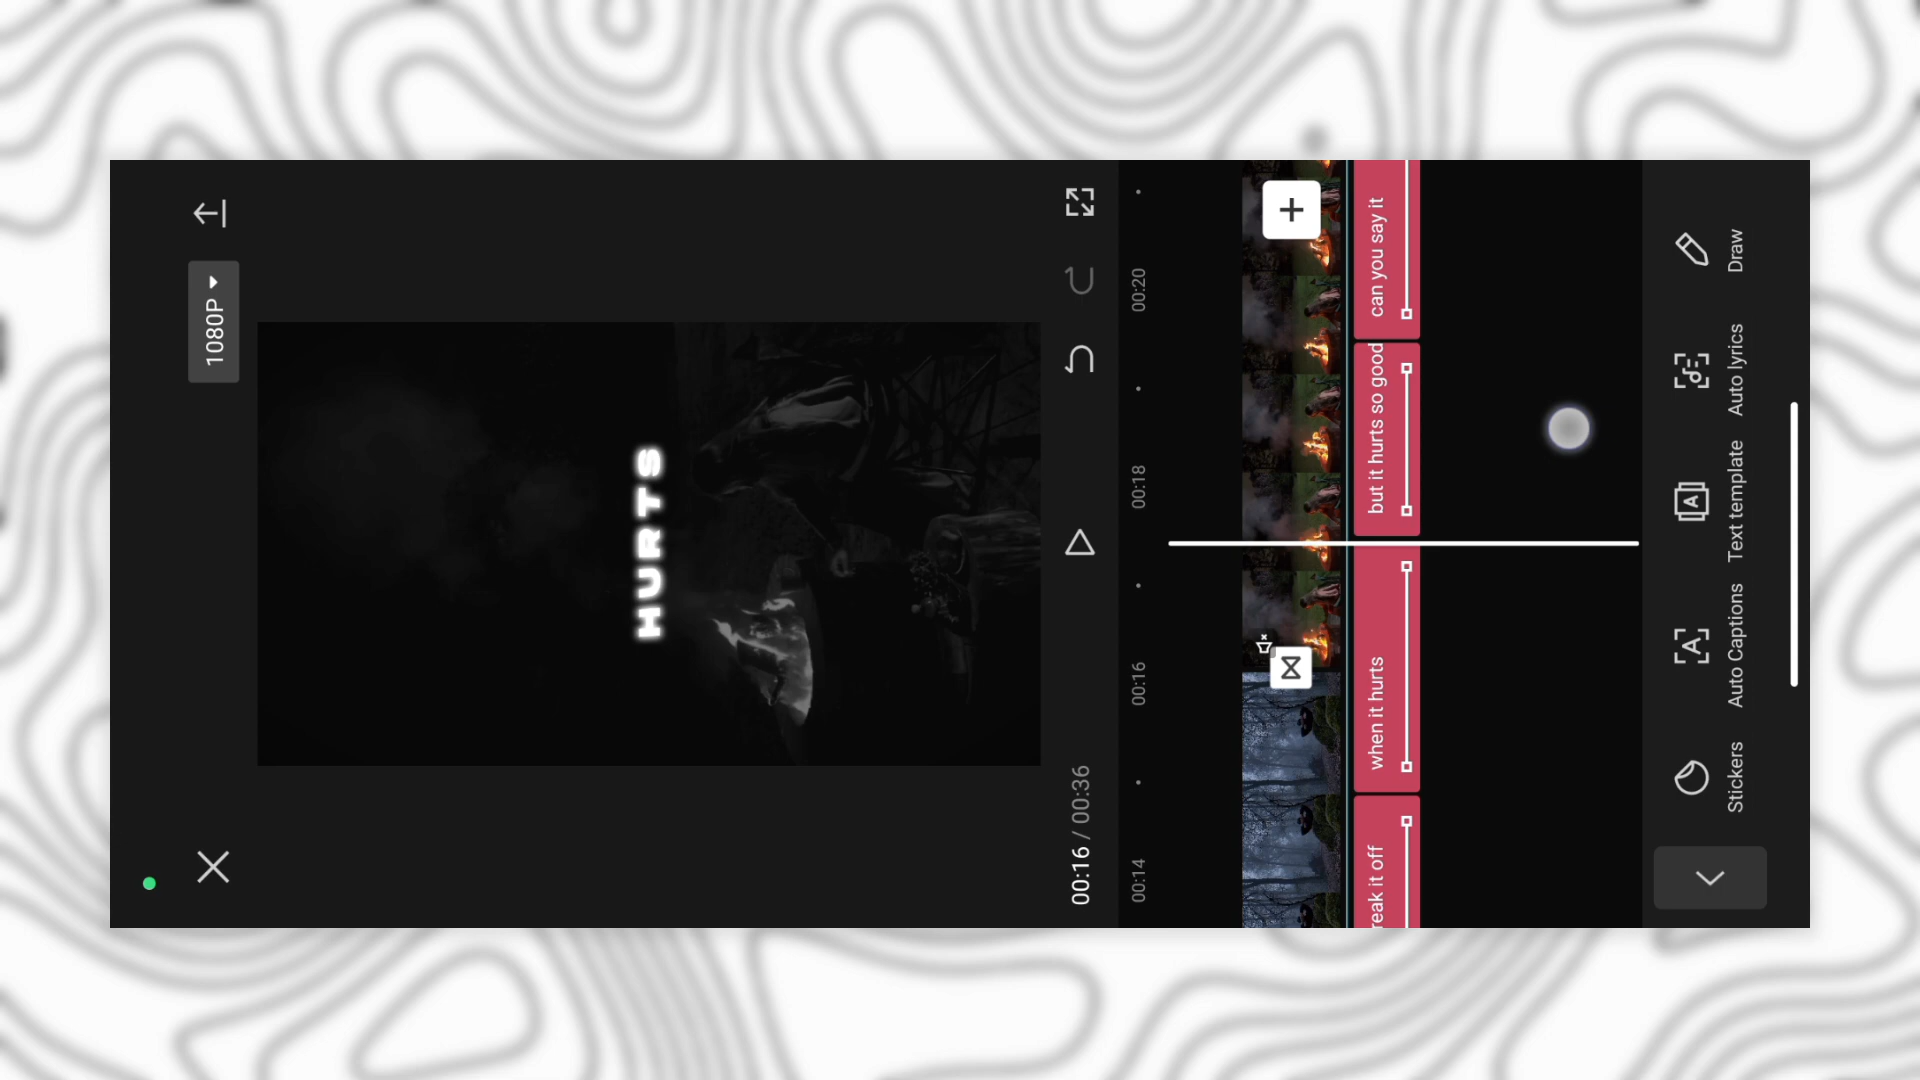 1080P
HURTS
00:16 / 00:36
00:14
00:16
00:18
00:20
reak it off
when it hurts
but it hurts so good
can you say it
Stickers
Auto Captions
A
Text template
A
Auto lyrics
Draw